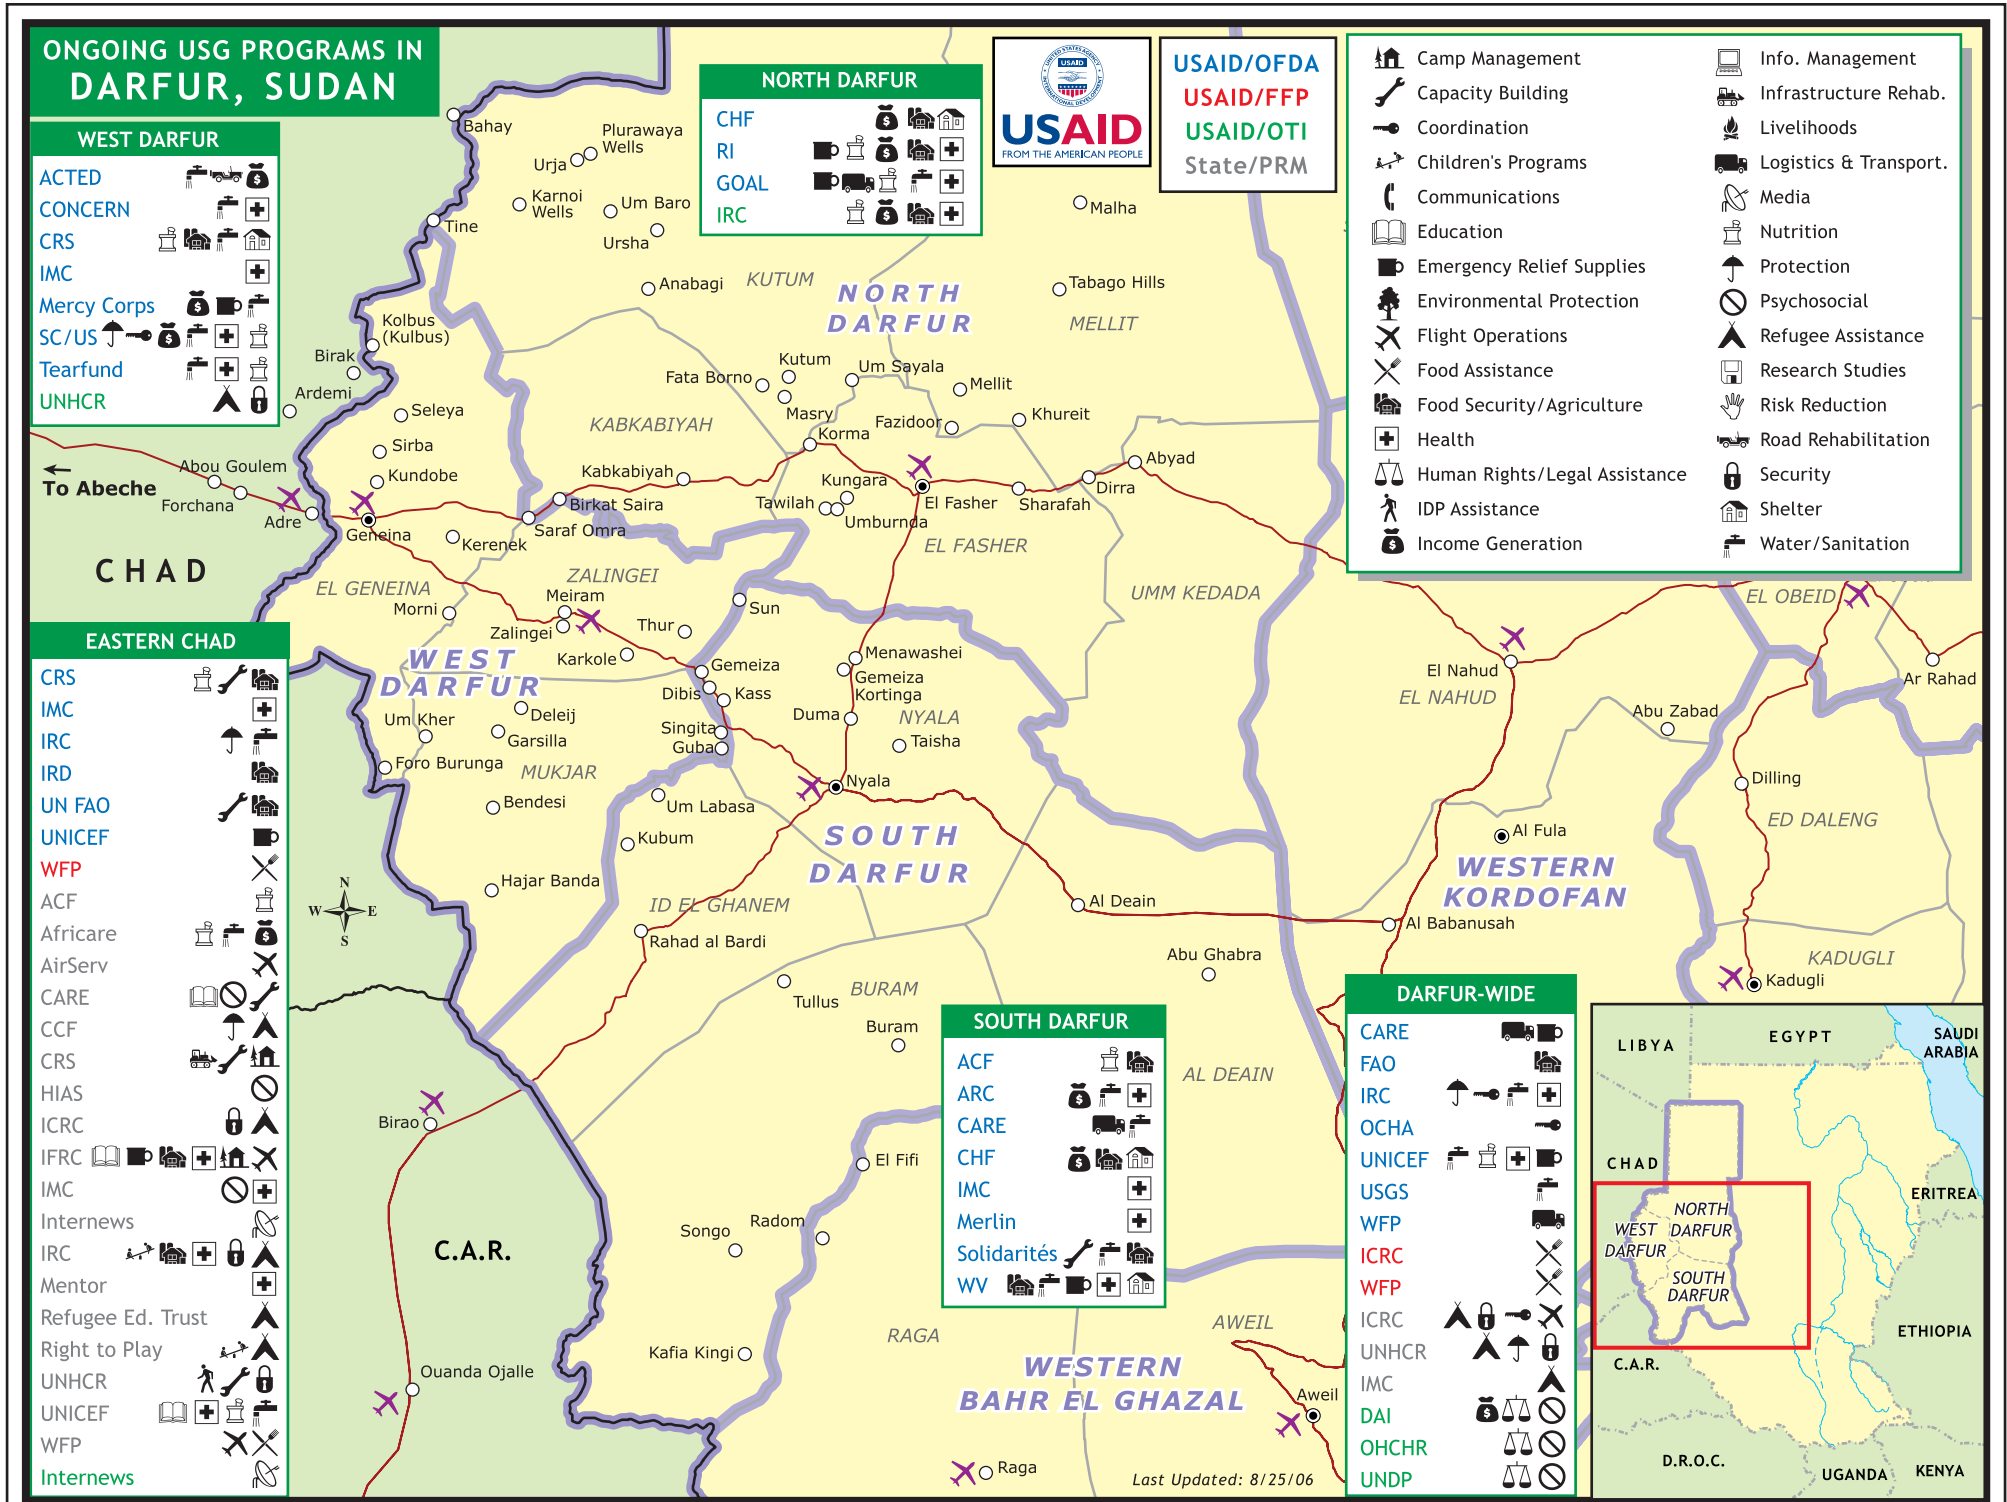 ONGOING USG PROGRAMS IN
DARFUR, SUDAN
WEST DARFUR
ACTED
CONCERN
CRS
IMC
Mercy Corps
SC/US
Tearfund
UNHCR
NORTH DARFUR
CHF
RI
GOAL
IRC
UNITED STATES AGENCY
INTERNATIONAL DEVELOPMENT
USAID
USAID
FROM THE AMERICAN PEOPLE
USAID/OFDA
USAID/FFP
USAID/OTI
State/PRM
Camp Management
Capacity Building
Coordination
Children's Programs
Communications
Education
Emergency Relief Supplies
Environmental Protection
Flight Operations
Food Assistance
Food Security/Agriculture
Health
Human Rights/Legal Assistance
IDP Assistance
Income Generation
Info. Management
Infrastructure Rehab.
Livelihoods
Logistics & Transport.
Media
Nutrition
Protection
Psychosocial
Refugee Assistance
Research Studies
Risk Reduction
Road Rehabilitation
Security
Shelter
Water/Sanitation
Bahay
Plurawaya
Wells
Urja
Karnoi
Wells
Um Baro
Ursha
Tine
Malha
Anabagi
KUTUM
Tabago Hills
NORTH
DARFUR
MELLIT
Kolbus
(Kulbus)
Birak
Ardemi
Kutum
Um Sayala
Fata Borno
Mellit
Masry
Seleya
KABKABIYAH
Fazidoor
Khureit
Korma
Sirba
Abou Goulem
Kundobe
Kabkabiyah
Abyad
To Abeche
Forchana
Kungara
Dirra
Adre
Birkat Saira
Tawilah
El Fasher
Sharafah
Umburnda
Geneina
Saraf Omra
Kerenek
EL FASHER
CHAD
EL GENEINA
ZALINGEI
Meiram
UMM KEDADA
EL OBEID
Morni
Sun
Zalingei
Thur
WEST
DARFUR
Karkole
Gemeiza
Menawashei
Gemeiza
Kortinga
El Nahud
Ar Rahad
Dibis
Kass
EL NAHUD
Um Kher
Deleij
Duma
NYALA
Abu Zabad
Singita
Garsilla
Guba
Taisha
Foro Burunga
MUKJAR
Nyala
Dilling
Bendesi
Um Labasa
SOUTH
DARFUR
Kubum
Al Fula
ED DALENG
WESTERN
KORDOFAN
Hajar Banda
N
W
E
S
ID EL GHANEM
Al Deain
Rahad al Bardi
Al Babanusah
Abu Ghabra
KADUGLI
Tullus
BURAM
Kadugli
Buram
AL DEAIN
Birao
El Fifi
Songo
Radom
C.A.R.
RAGA
AWEIL
Kafia Kingi
Ouanda Ojalle
WESTERN
BAHR EL GHAZAL
Aweil
Raga
Last Updated: 8/25/06
EASTERN CHAD
CRS
IMC
IRC
IRD
UN FAO
UNICEF
WFP
ACF
Africare
AirServ
CARE
CCF
CRS
HIAS
ICRC
IFRC
IMC
Internews
IRC
Mentor
Refugee Ed. Trust
Right to Play
UNHCR
UNICEF
WFP
Internews
SOUTH DARFUR
ACF
ARC
CARE
CHF
IMC
Merlin
Solidarités
WV
DARFUR-WIDE
CARE
FAO
IRC
OCHA
UNICEF
USGS
WFP
ICRC
WFP
ICRC
UNHCR
IMC
DAI
OHCHR
UNDP
LIBYA
EGYPT
SAUDI
ARABIA
CHAD
ERITREA
NORTH
DARFUR
WEST
DARFUR
SOUTH
DARFUR
ETHIOPIA
C.A.R.
D.R.O.C.
UGANDA
KENYA